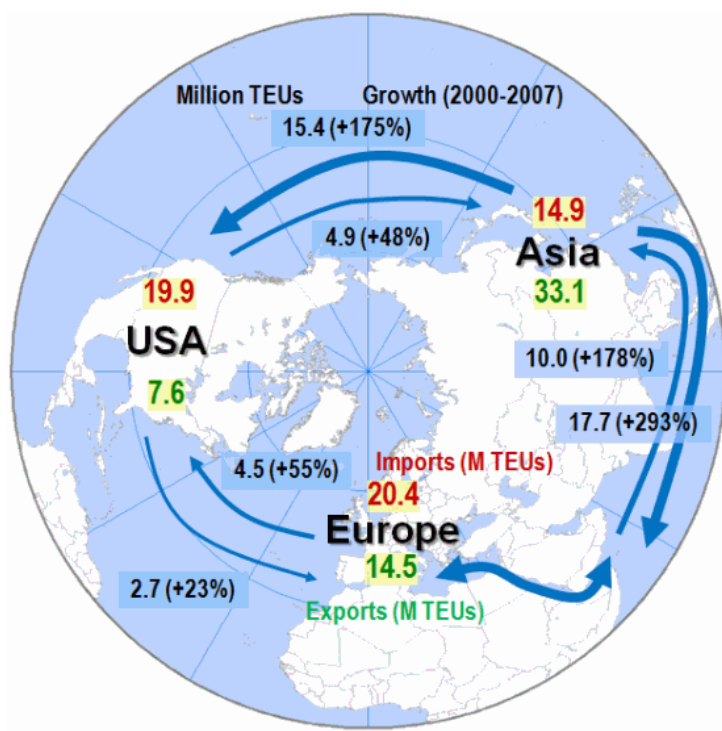 Million TEUs
Growth (2000-2007)
15.4 (+175%)
4.9 (+48%)
14.9
Asia
33.1
19.9
USA
7.6
10.0 (+178%)
17.7 (+293%)
4.5 (+55%)
Imports (M TEUs)
20.4
Europe
14.5
2.7 (+23%)
Exports (M TEUs)